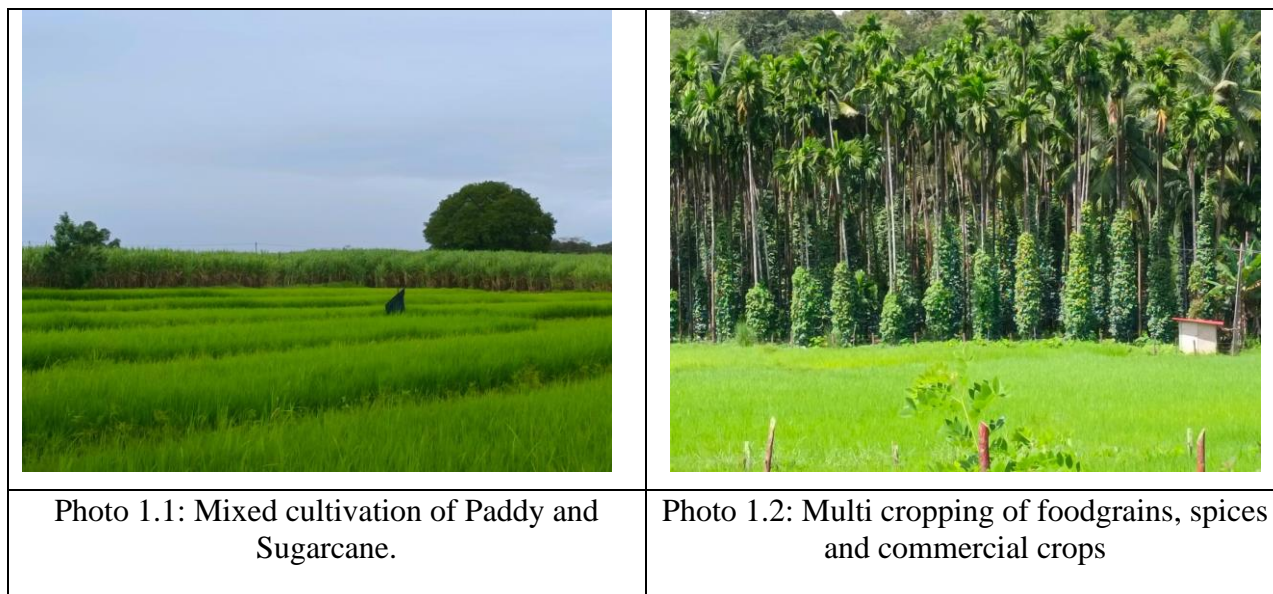 Photo 1.1: Mixed cultivation of Paddy and
Sugarcane.
Photo 1.2: Multi cropping of foodgrains, spices
and commercial crops